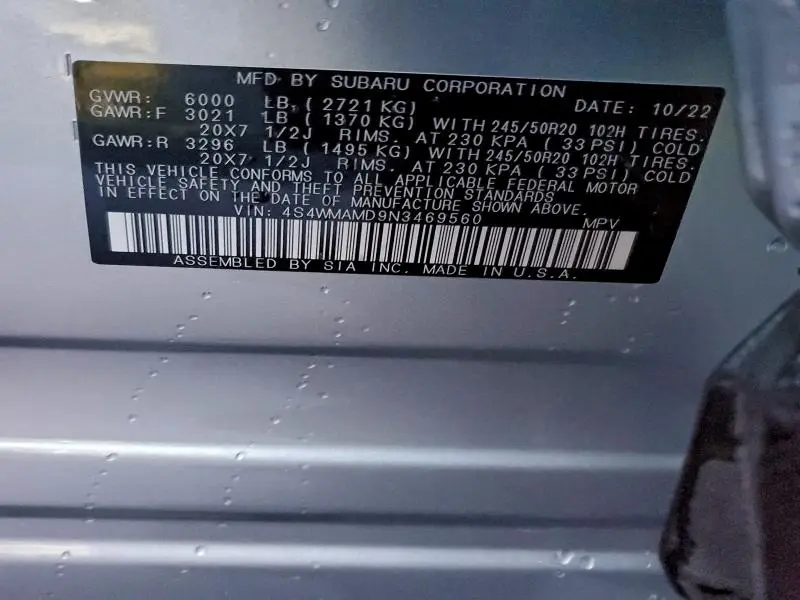 MFD BY SUBARU CORPORATION
GVWR: 6000 LB, ( 2721 KG) DATE: 10/22
GAWR:F 3021 LB ( 1370 KG) WITH 245/50R20 102H TIRES:
20X7 1/2J RIMS. AT 230 KPA ( 33 PSI) COLD
GAWR:R 3296 LB ( 1495 KG) WITH 245/50R20 102H TIRES.
20X7 1/2J RIMS. AT 230 KPA ( 33 PSI) COLD
THIS VEHICLE CONFORMS TO ALL APPLICABLE FEDERAL MOTOR
VEHICLE SAFETY AND THEFT PREVENTION STANDARDS
IN EFFECT ON THE DATE OF MANUFACTURE SHOWN ABOVE.
VIN: 4S4WMAMD9N3469560 MPV
ASSEMBLED BY SIA INC. MADE IN U.S.A.